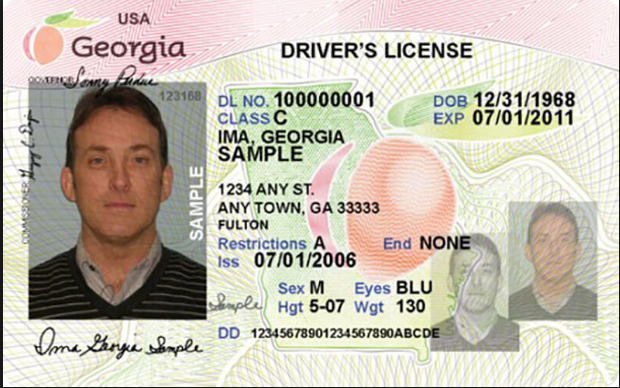 USA
Georgia
DRIVER'S LICENSE
GOVERNOR Sonny Perdue
123168
DL NO. 100000001
DOB 12/31/1968
CLASS C
EXP 07/01/2011
IMA, GEORGIA
SAMPLE
SAMPLE
1234 ANY ST.
ANY TOWN, GA 33333
FULTON
COMMISSIONER
Restrictions A End NONE
Iss 07/01/2006
Sex M Eyes BLU
Sample
Hgt 5-07 Wgt 130
DD 12345678901234567890ABCDE
Ima Georgia Sample